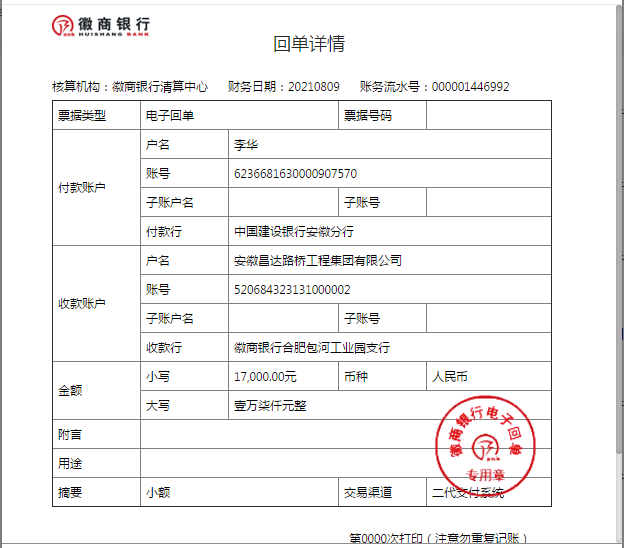 徽商银行
HUISHANG BANK
回单详情
核算机构：徽商银行清算中心 财务日期：20210809 账务流水号：000001446992
票据类型 电子回单 票据号码
付款账户
户名 李华
账号 6236681630000907570
子账户名 子账号
付款行 中国建设银行安徽分行
收款账户
户名 安徽昌达路桥工程集团有限公司
账号 520684323131000002
子账户名 子账号
收款行 徽商银行合肥包河工业园支行
金额
小写 17,000.00元 币种 人民币
大写 壹万柒仟元整
附言
用途
摘要 小额 交易渠道 二代支付系统
徽商银行电子回单
专用章
第0000次打印（注意勿重复记账）